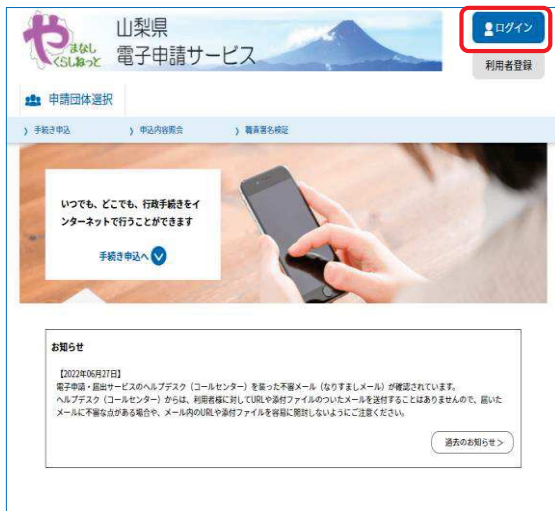 やまなし
くらしねっと
山梨県
電子申請サービス
ログイン
利用者登録
申請団体選択
手続き申込
申込内容照会
職責署名検証
いつでも、どこでも、行政手続きをイ
ンターネットで行うことができます
手続き申込へ
お知らせ
【2022年06月27日】
電子申請・届出サービスのヘルプデスク（コールセンター）を装った不審メール（なりすましメール）が確認されています。
ヘルプデスク（コールセンター）からは、利用者様に対してURLや添付ファイルのついたメールを送付することはありませんので、届いた
メールに不審な点がある場合や、メール内のURLや添付ファイルを容易に開封しないようにご注意ください。
過去のお知らせ＞